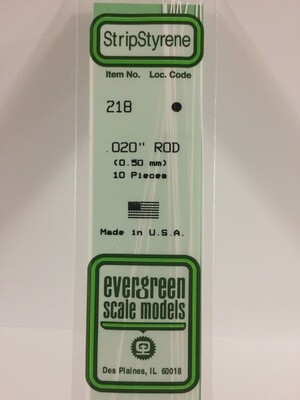 StripStyrene
Item No. Loc. Code
218
.020" ROD
(0.50 mm)
10 Pieces
Made in U.S.A.
evergreen
scale models
Des Plaines, IL 60018